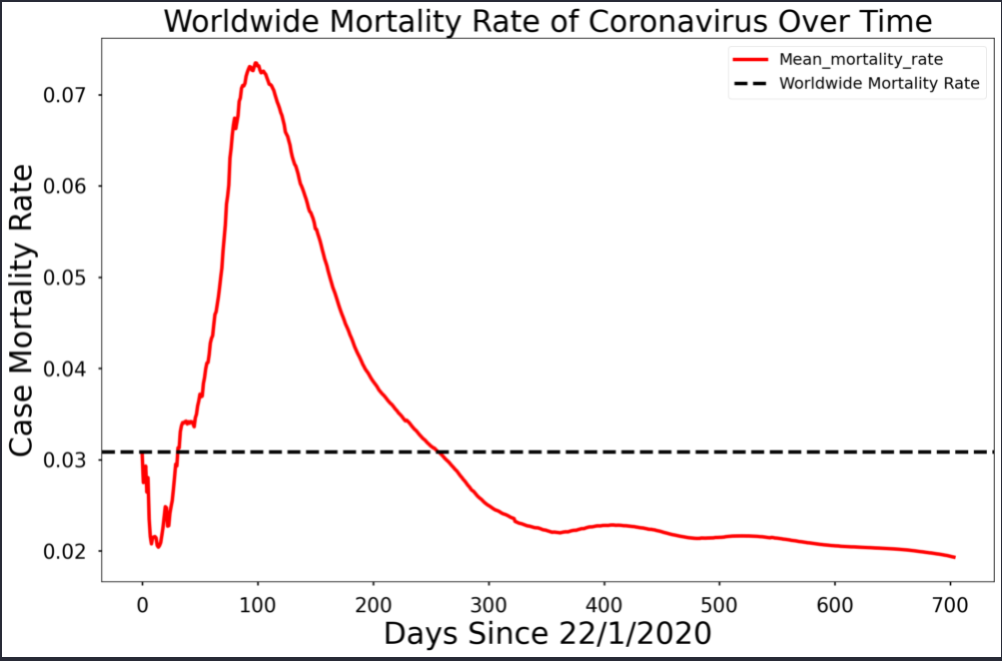 Worldwide Mortality Rate of Coronavirus Over Time
Mean_mortality_rate
Worldwide Mortality Rate
Case Mortality Rate
0.07
0.06
0.05
0.04
0.03
0.02
0 100 200 300 400 500 600 700
Days Since 22/1/2020